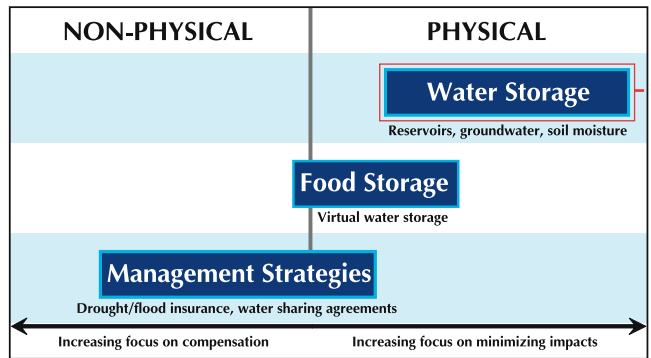 NON-PHYSICAL
PHYSICAL
Water Storage
Reservoirs, groundwater, soil moisture
Food Storage
Virtual water storage
Management Strategies
Drought/flood insurance, water sharing agreements
Increasing focus on compensation
Increasing focus on minimizing impacts